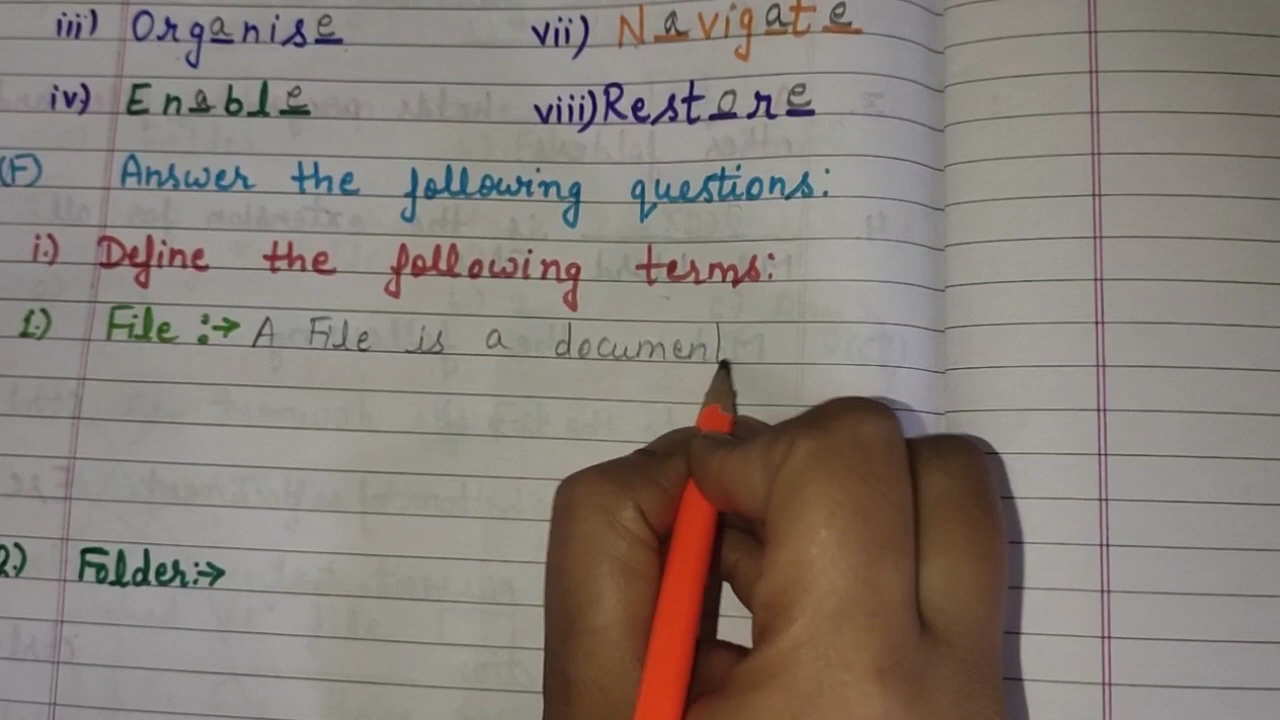 iii) Organise vii) Navigate
iv) Enable viii) Restore
(F) Answer the following questions:
i.) Define the following terms:
1.) File :→ A File is a document
2.) Folder:→